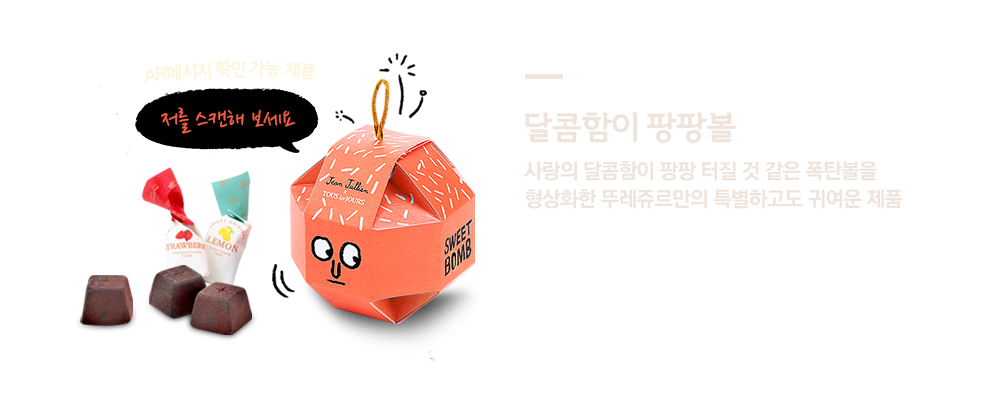 AR메시지 확인 가능 제품
저를 스캔해 보세요
Jean Jullien
TOUS les JOURS
SWEET
BOMB
STRAWBERRY
LEMON
달콤함이 팡팡볼
사랑의 달콤함이 팡팡 터질 것 같은 폭탄볼을
형상화한 뚜레쥬르만의 특별하고도 귀여운 제품